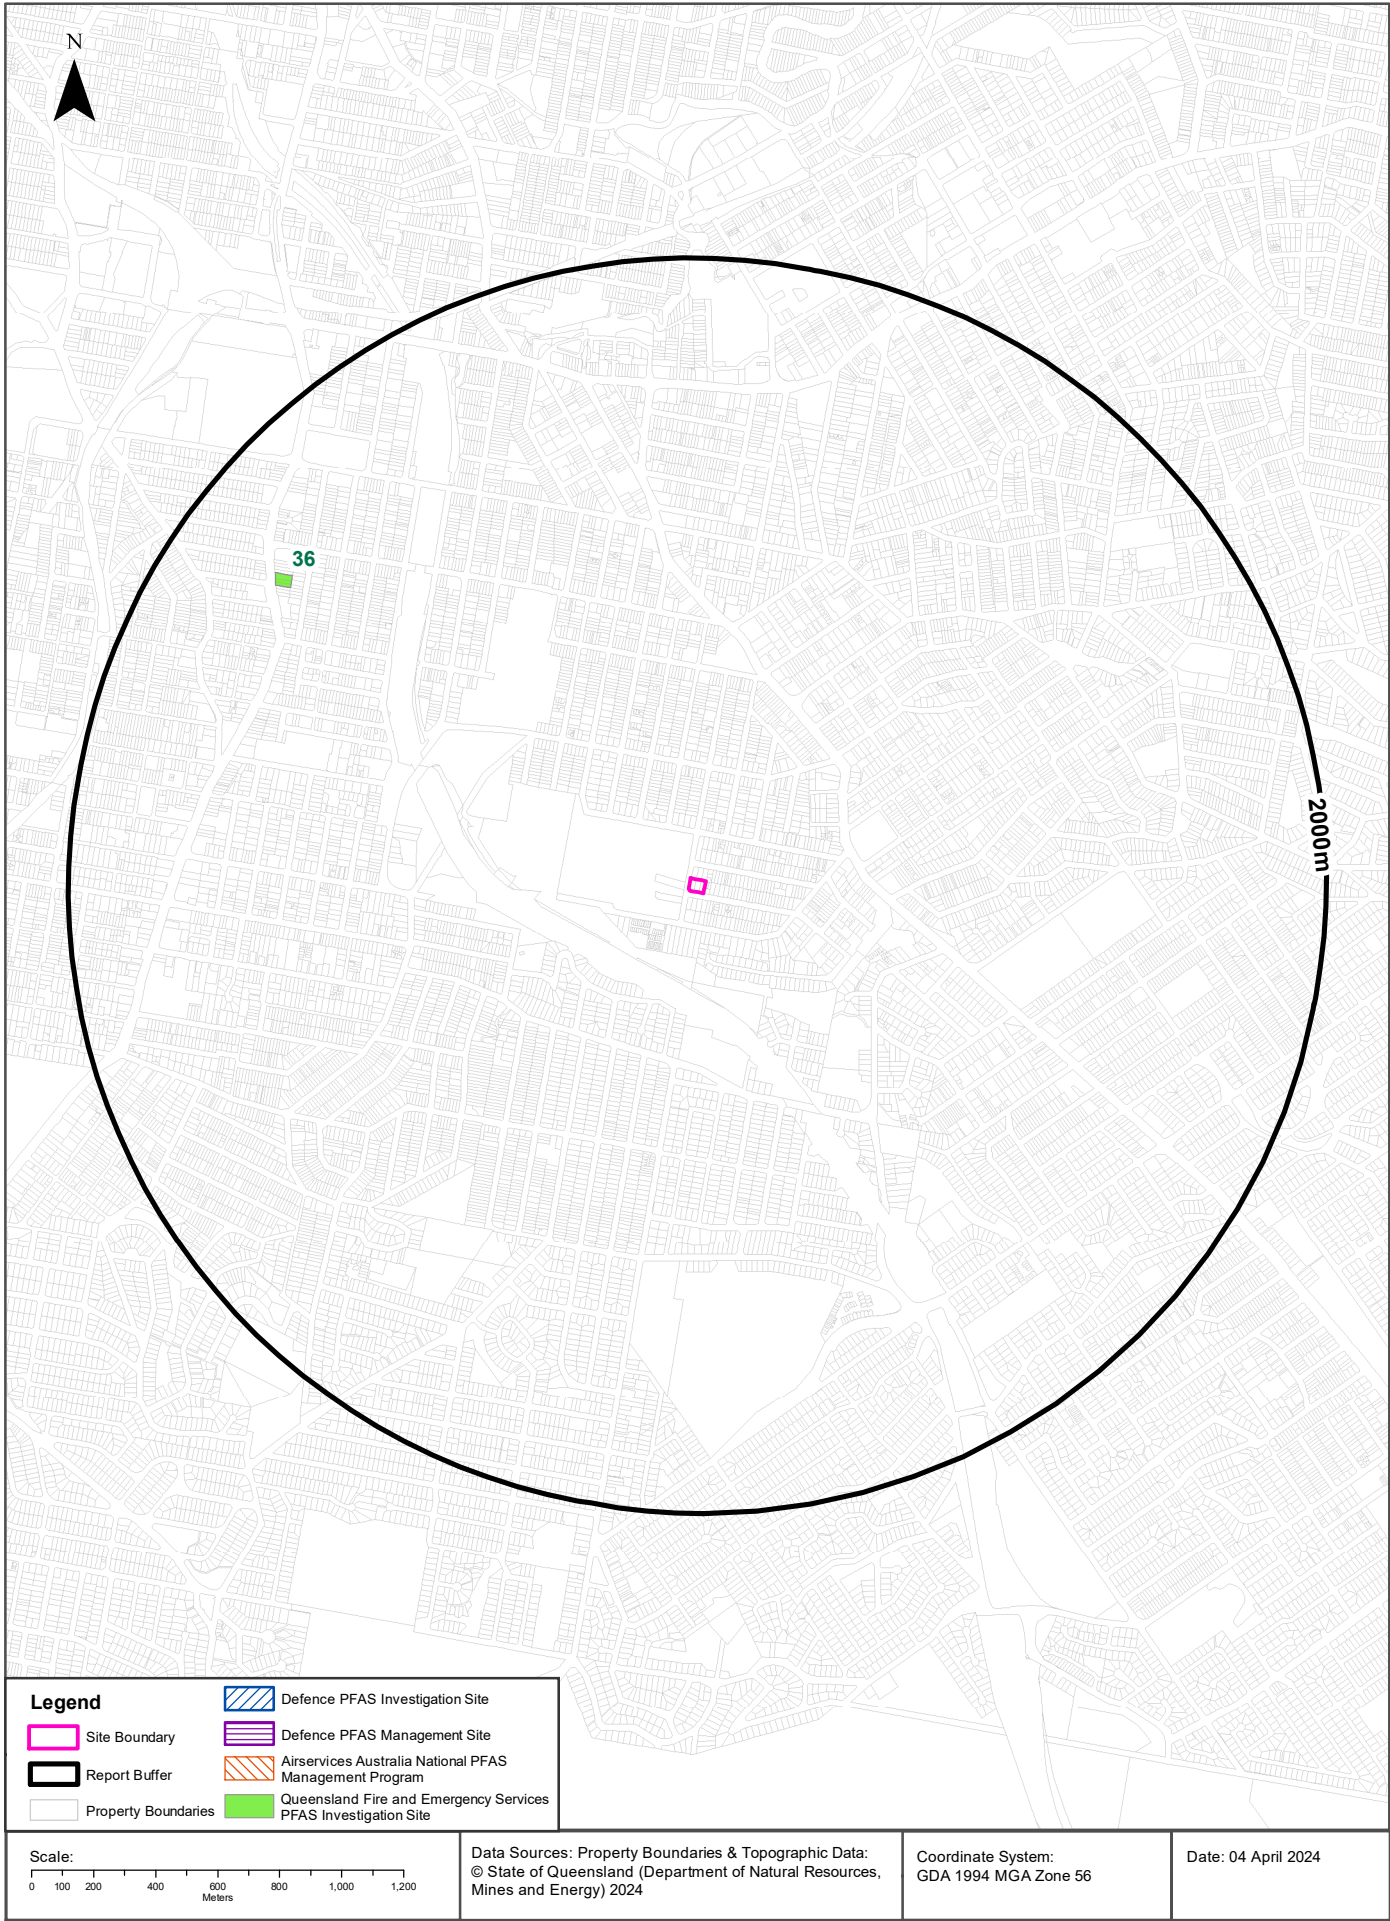 N
36
2000m
Legend
Site Boundary
Report Buffer
Property Boundaries
Defence PFAS Investigation Site
Defence PFAS Management Site
Airservices Australia National PFAS
Management Program
Queensland Fire and Emergency Services
PFAS Investigation Site
Scale:
0 100 200 400 600 800 1,000 1,200
Meters
Data Sources: Property Boundaries & Topographic Data:
© State of Queensland (Department of Natural Resources,
Mines and Energy) 2024
Coordinate System:
GDA 1994 MGA Zone 56
Date: 04 April 2024